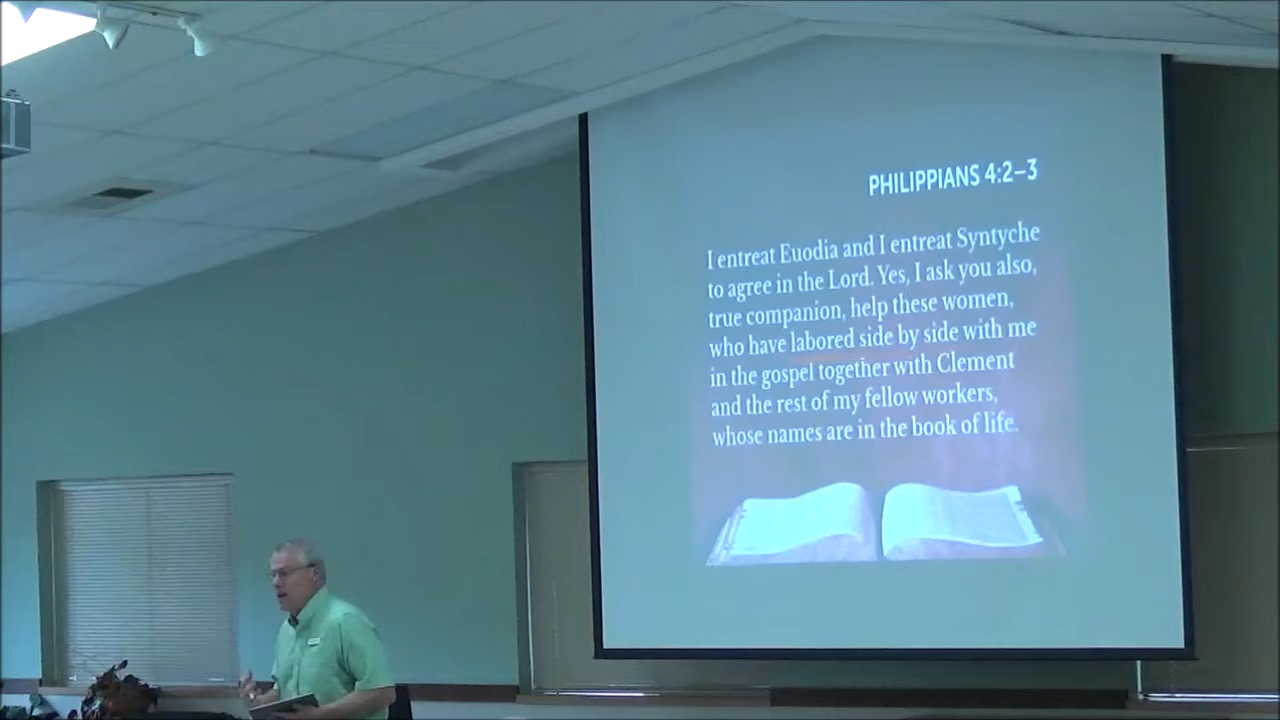 PHILIPPIANS 4:2–3
I entreat Euodia and I entreat Syntyche
to agree in the Lord. Yes, I ask you also,
true companion, help these women,
who have labored side by side with me
in the gospel together with Clement
and the rest of my fellow workers,
whose names are in the book of life.